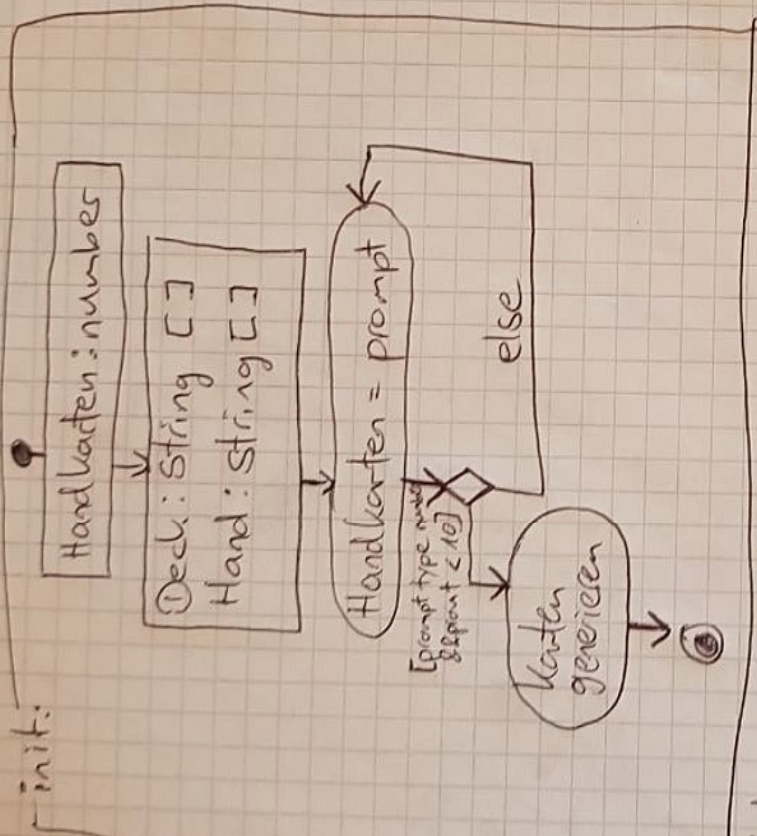 init:
Handkarten : number
Deck : String []
Hand : String []
Handkarten = prompt
[prompt type number
&& prompt < 10]
else
Karten
generieren